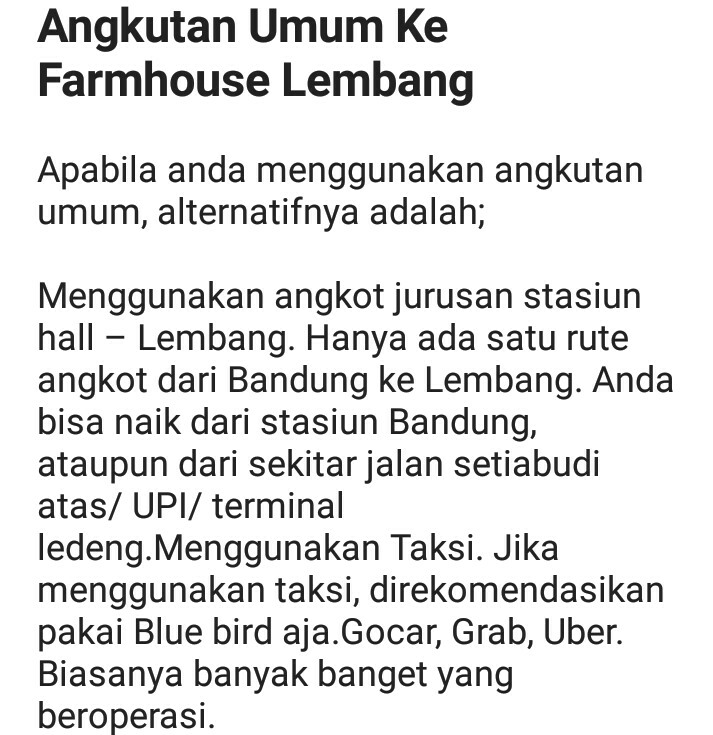 Angkutan Umum Ke
Farmhouse Lembang
Apabila anda menggunakan angkutan
umum, alternatifnya adalah;
Menggunakan angkot jurusan stasiun
hall – Lembang. Hanya ada satu rute
angkot dari Bandung ke Lembang. Anda
bisa naik dari stasiun Bandung,
ataupun dari sekitar jalan setiabudi
atas/ UPI/ terminal
ledeng.Menggunakan Taksi. Jika
menggunakan taksi, direkomendasikan
pakai Blue bird aja.Gocar, Grab, Uber.
Biasanya banyak banget yang
beroperasi.